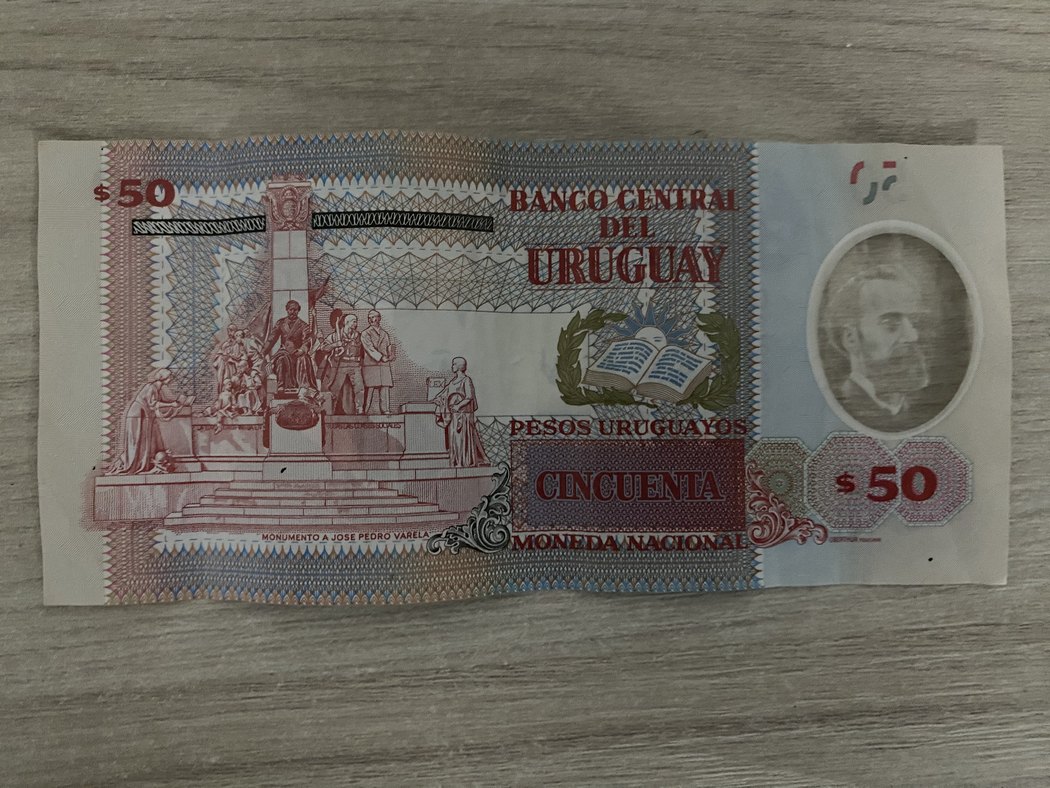 $ 50
BANCO CENTRAL
DEL
URUGUAY
PESOS URUGUAYOS
CINCUENTA
MONEDA NACIONAL
MONUMENTO A JOSE PEDRO VARELA
$ 50